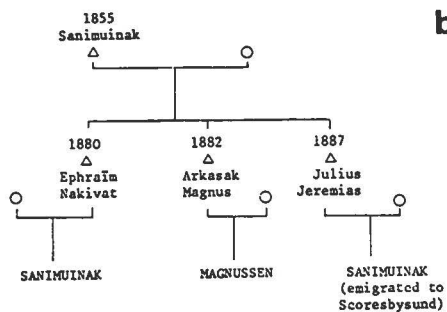 b
1855
Sanimuinak
1880
Ephraïm
Nakivat
1882
Arkasak
Magnus
1887
Julius
Jeremias
SANIMUINAK
MAGNUSSEN
SANIMUINAK
(emigrated to
Scoresbysund)